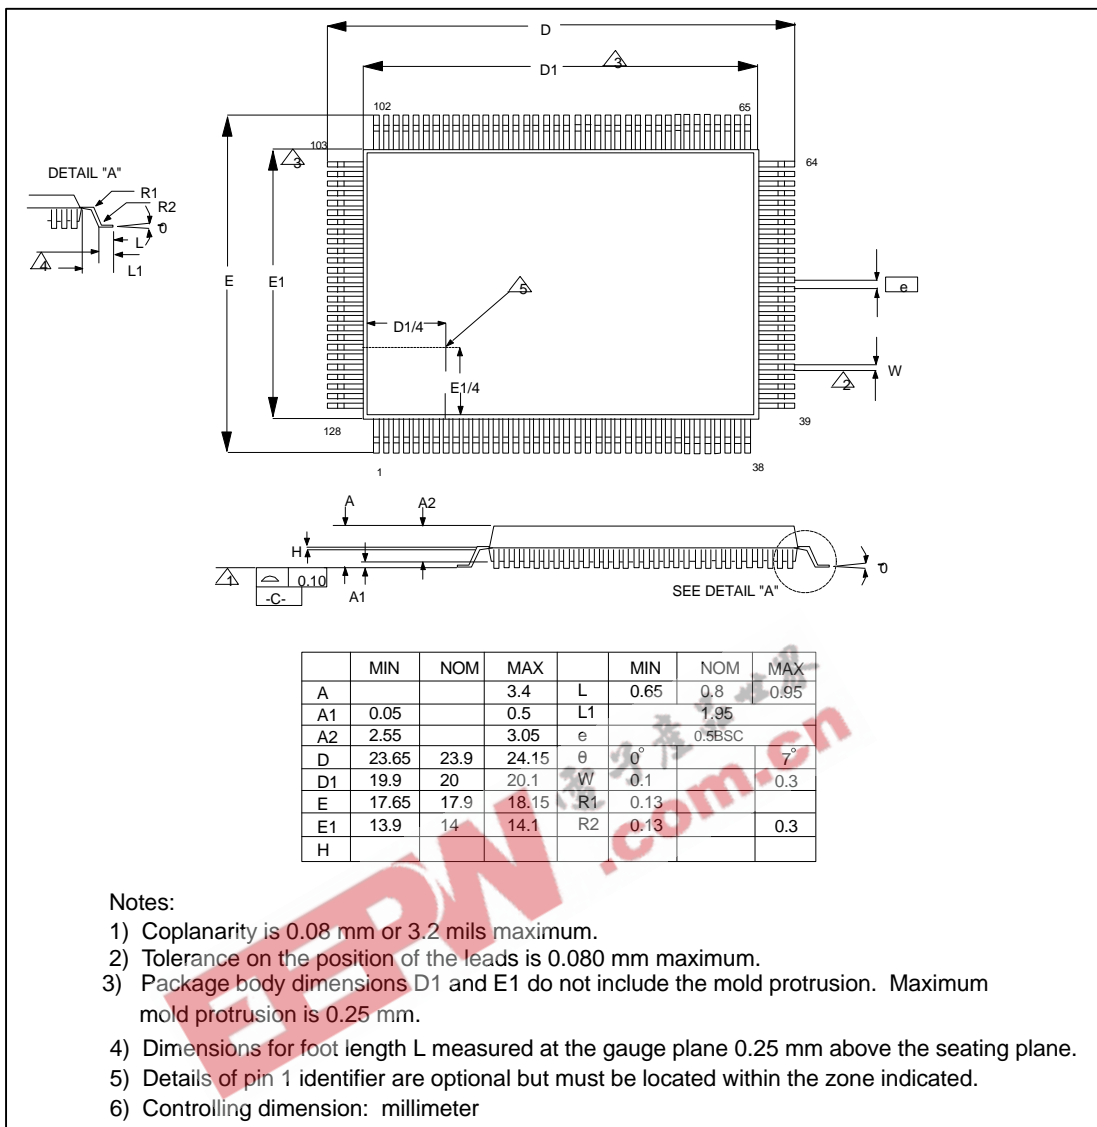 D
D1
3
102
65
103
3
64
DETAIL "A"
R1
R2
θ
L
L1
4
E
E1
5
D1/4
E1/4
e
W
2
128
39
1
38
A
A2
H
1
0.10
-C-
A1
SEE DETAIL "A"
θ
MIN NOM MAX MIN NOM MAX
A 3.4 L 0.65 0.8 0.95
A1 0.05 0.5 L1 1.95
A2 2.55 3.05 e 0.5BSC
D 23.65 23.9 24.15 θ 0° 7°
D1 19.9 20 20.1 W 0.1 0.3
E 17.65 17.9 18.15 R1 0.13
E1 13.9 14 14.1 R2 0.13 0.3
H
電子產品世界
EEPW.com.cn
Notes:
1) Coplanarity is 0.08 mm or 3.2 mils maximum.
2) Tolerance on the position of the leads is 0.080 mm maximum.
3) Package body dimensions D1 and E1 do not include the mold protrusion. Maximum
mold protrusion is 0.25 mm.
4) Dimensions for foot length L measured at the gauge plane 0.25 mm above the seating plane.
5) Details of pin 1 identifier are optional but must be located within the zone indicated.
6) Controlling dimension: millimeter